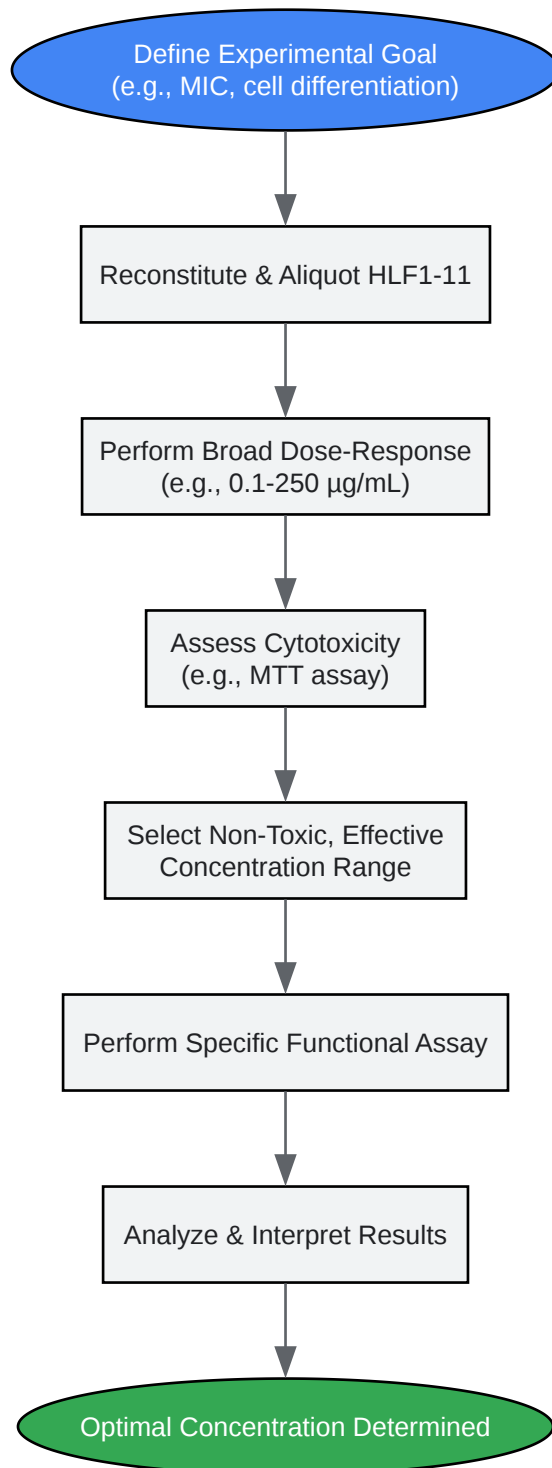 Define Experimental Goal
(e.g., MIC, cell differentiation)
Reconstitute & Aliquot HLF1-11
Perform Broad Dose-Response
(e.g., 0.1-250 µg/mL)
Assess Cytotoxicity
(e.g., MTT assay)
Select Non-Toxic, Effective
Concentration Range
Perform Specific Functional Assay
Analyze & Interpret Results
Optimal Concentration Determined